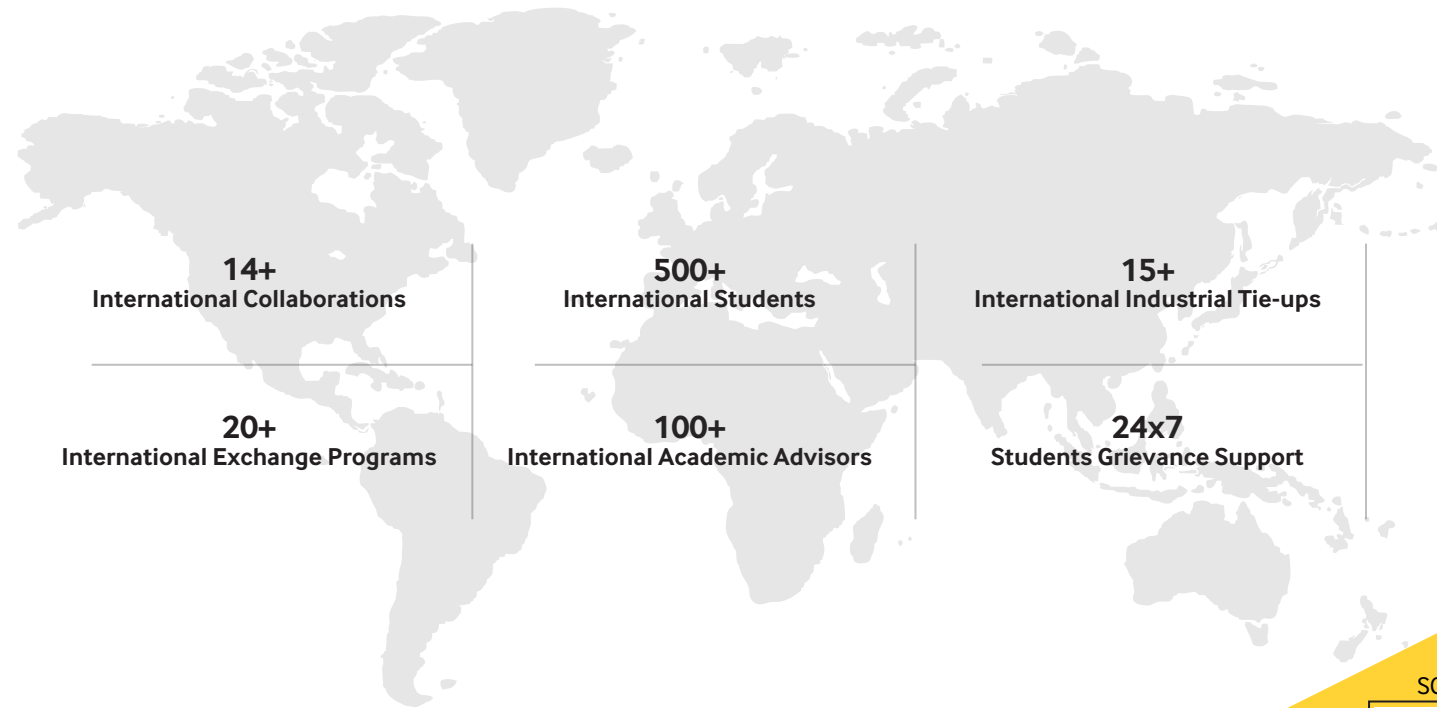 14+
International Collaborations
500+
International Students
15+
International Industrial Tie-ups
20+
International Exchange Programs
100+
International Academic Advisors
24x7
Students Grievance Support